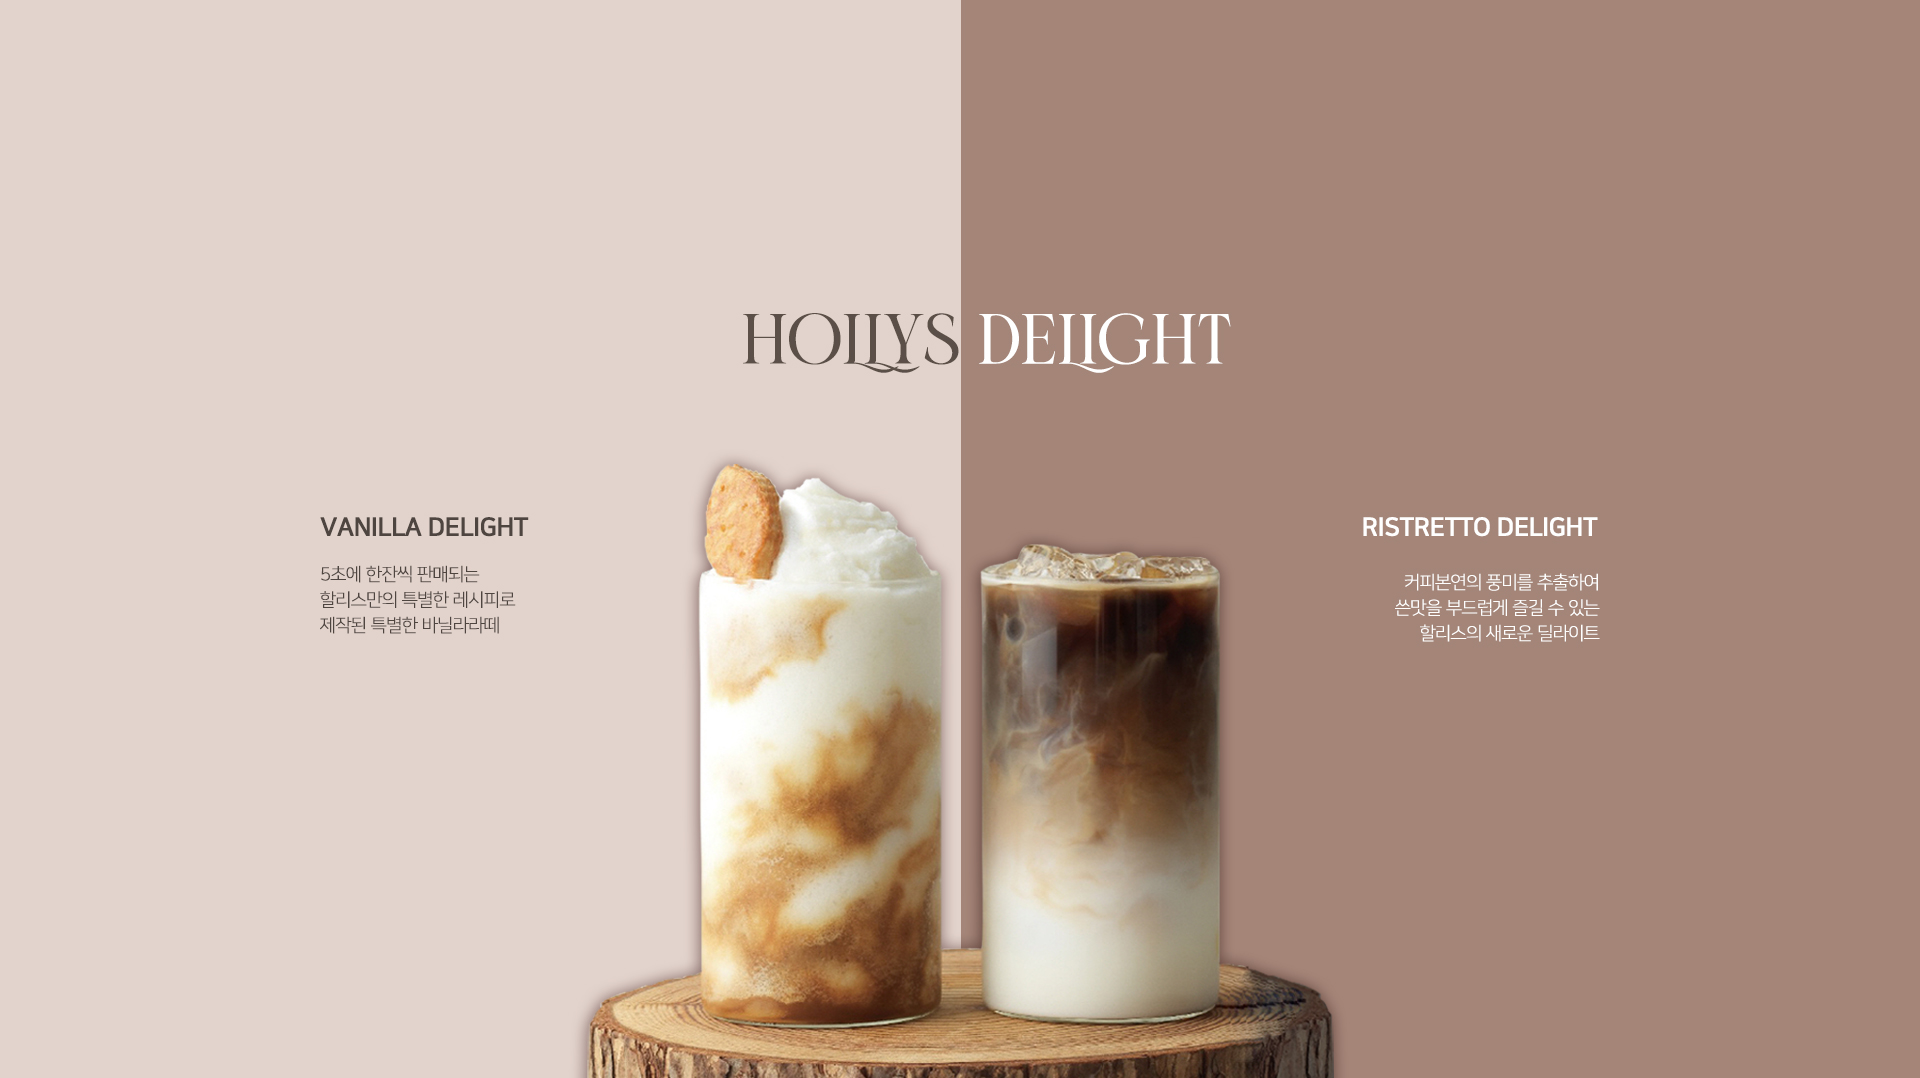 HOLLYS DELIGHT
VANILLA DELIGHT
5초에 한잔씩 판매되는
할리스만의 특별한 레시피로
제작된 특별한 바닐라라떼
RISTRETTO DELIGHT
커피본연의 풍미를 추출하여
쓴맛을 부드럽게 즐길 수 있는
할리스의 새로운 딜라이트